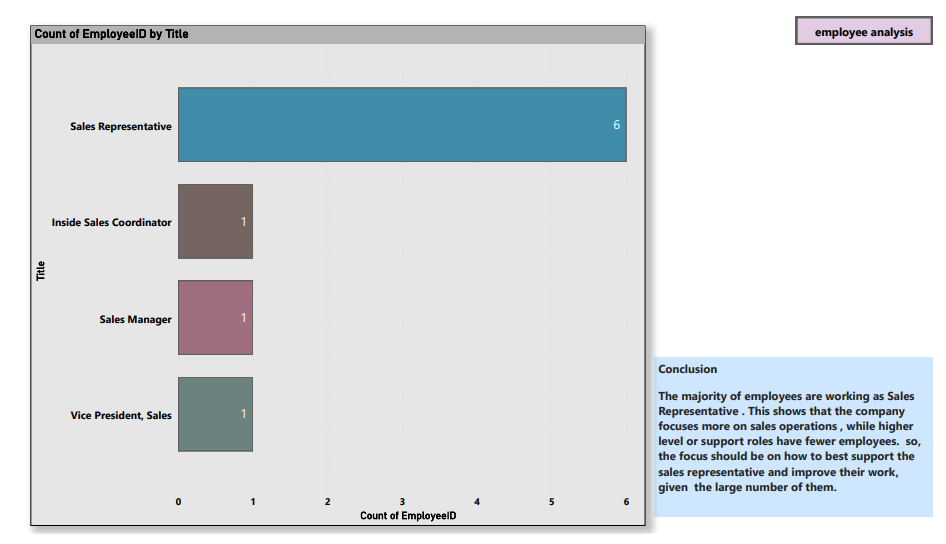 Count of EmployeeID by Title
employee analysis
Sales Representative
6
Inside Sales Coordinator
1
Sales Manager
1
Vice President, Sales
1
Title
0 1 2 3 4 5 6
Count of EmployeeID
Conclusion
The majority of employees are working as Sales
Representative . This shows that the company
focuses more on sales operations , while higher
level or support roles have fewer employees.  so,
the focus should be on how to best support the
sales representative and improve their work,
given  the large number of them.